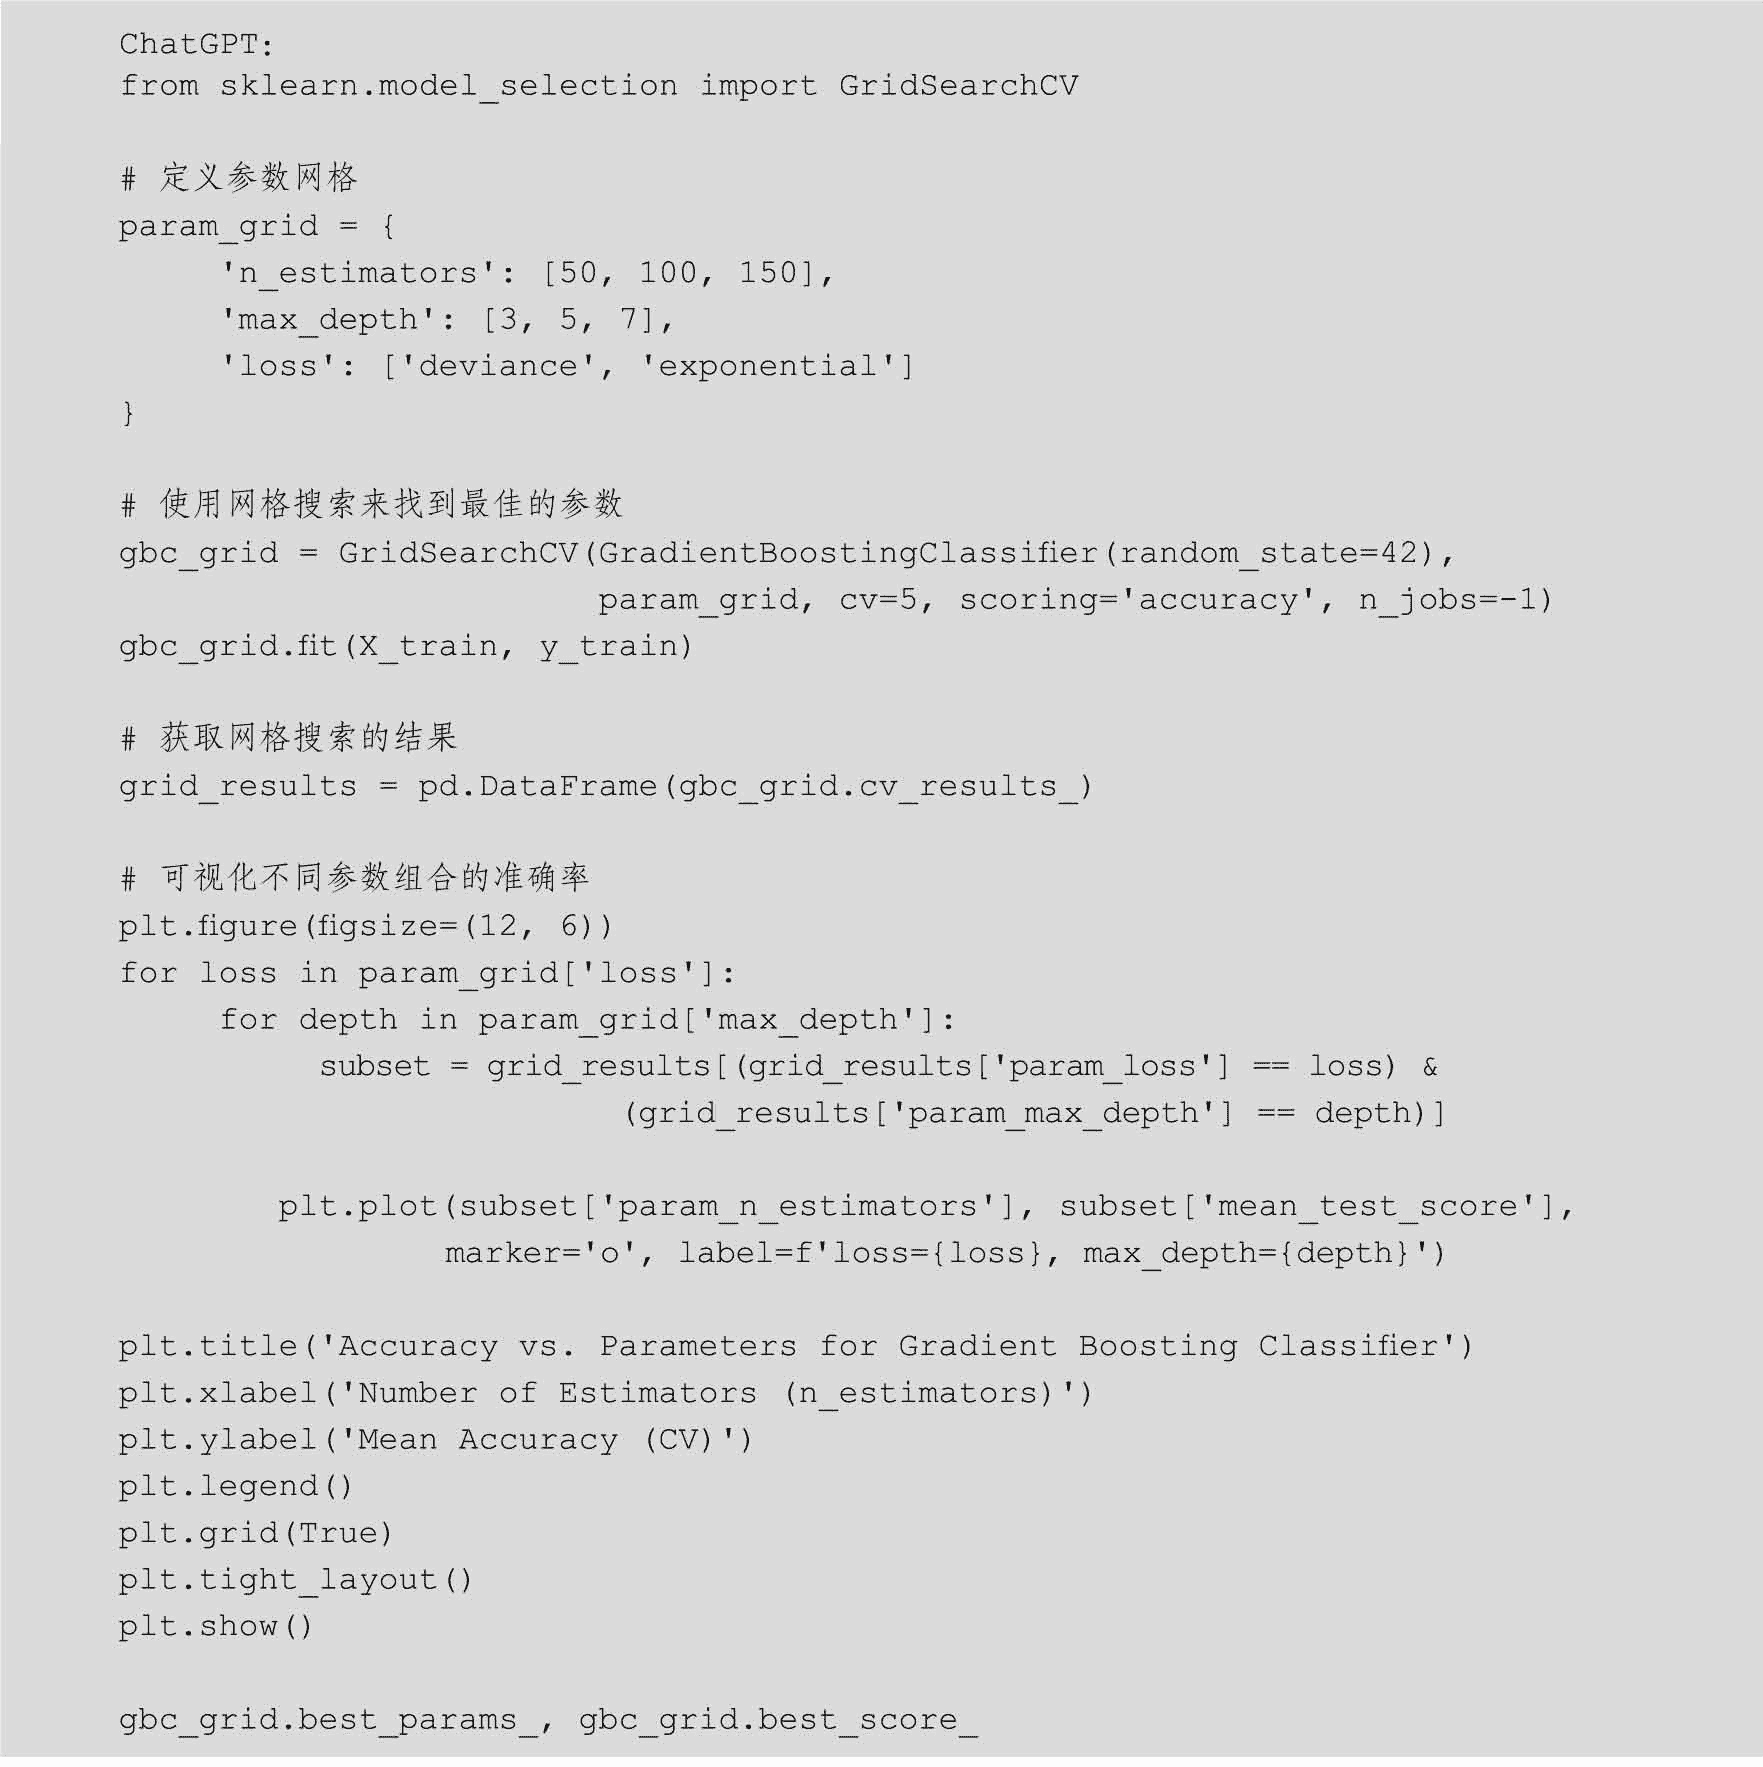 ChatGPT:
from sklearn.model_selection import GridSearchCV
# 定义参数网格
param_grid = {
'n_estimators': [50, 100, 150],
'max_depth': [3, 5, 7],
'loss': ['deviance', 'exponential']
}
# 使用网格搜索来找到最佳的参数
gbc_grid = GridSearchCV(GradientBoostingClassifier(random_state=42),
param_grid, cv=5, scoring='accuracy', n_jobs=-1)
gbc_grid.fit(X_train, y_train)
# 获取网格搜索的结果
grid_results = pd.DataFrame(gbc_grid.cv_results_)
# 可视化不同参数组合的准确率
plt.figure(figsize=(12, 6))
for loss in param_grid['loss']:
for depth in param_grid['max_depth']:
subset = grid_results[(grid_results['param_loss'] == loss) &
(grid_results['param_max_depth'] == depth)]
plt.plot(subset['param_n_estimators'], subset['mean_test_score'],
marker='o', label=f'loss={loss}, max_depth={depth}')
plt.title('Accuracy vs. Parameters for Gradient Boosting Classifier')
plt.xlabel('Number of Estimators (n_estimators)')
plt.ylabel('Mean Accuracy (CV)')
plt.legend()
plt.grid(True)
plt.tight_layout()
plt.show()
gbc_grid.best_params_, gbc_grid.best_score_